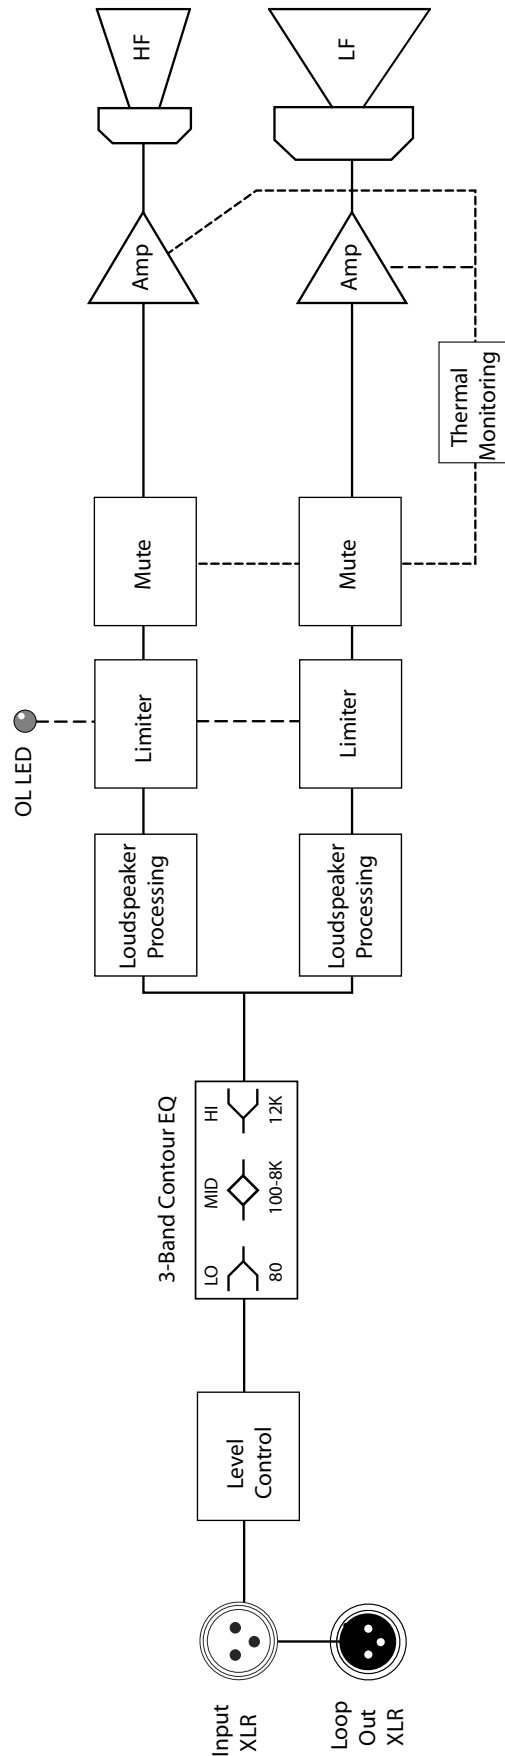 Input
XLR
Loop
Out
XLR
Level
Control
3-Band Contour EQ
LO
MID
HI
80
100-8K
12K
Loudspeaker
Processing
Loudspeaker
Processing
OL LED
Limiter
Limiter
Mute
Mute
Thermal
Monitoring
Amp
Amp
HF
LF